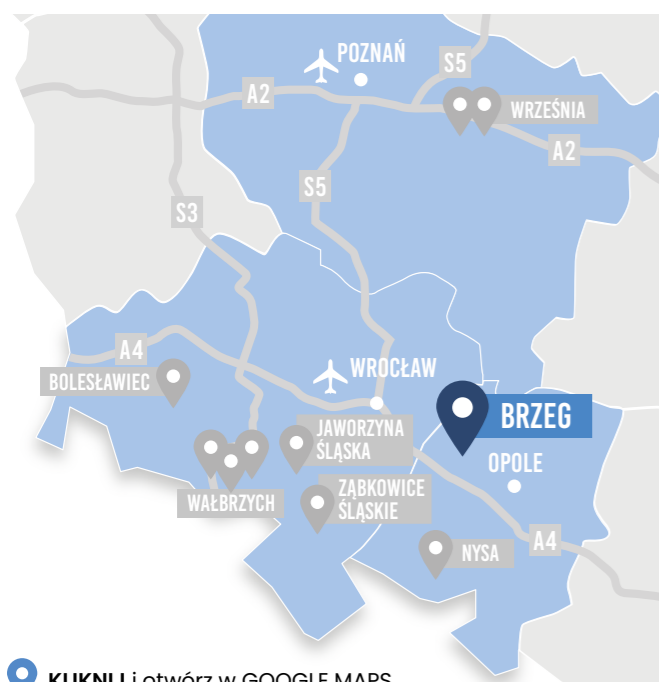 POZNAŃ
S5
A2
WRZEŚNIA
A2
S5
S3
A4
WROCŁAW
BOLESŁAWIEC
BRZEG
JAWORZYNA
ŚLĄSKA
OPOLE
ZĄBKOWICE
ŚLĄSKIE
WAŁBRZYCH
A4
NYSA
KLIKNIJ i otwórz w GOOGLE MAPS